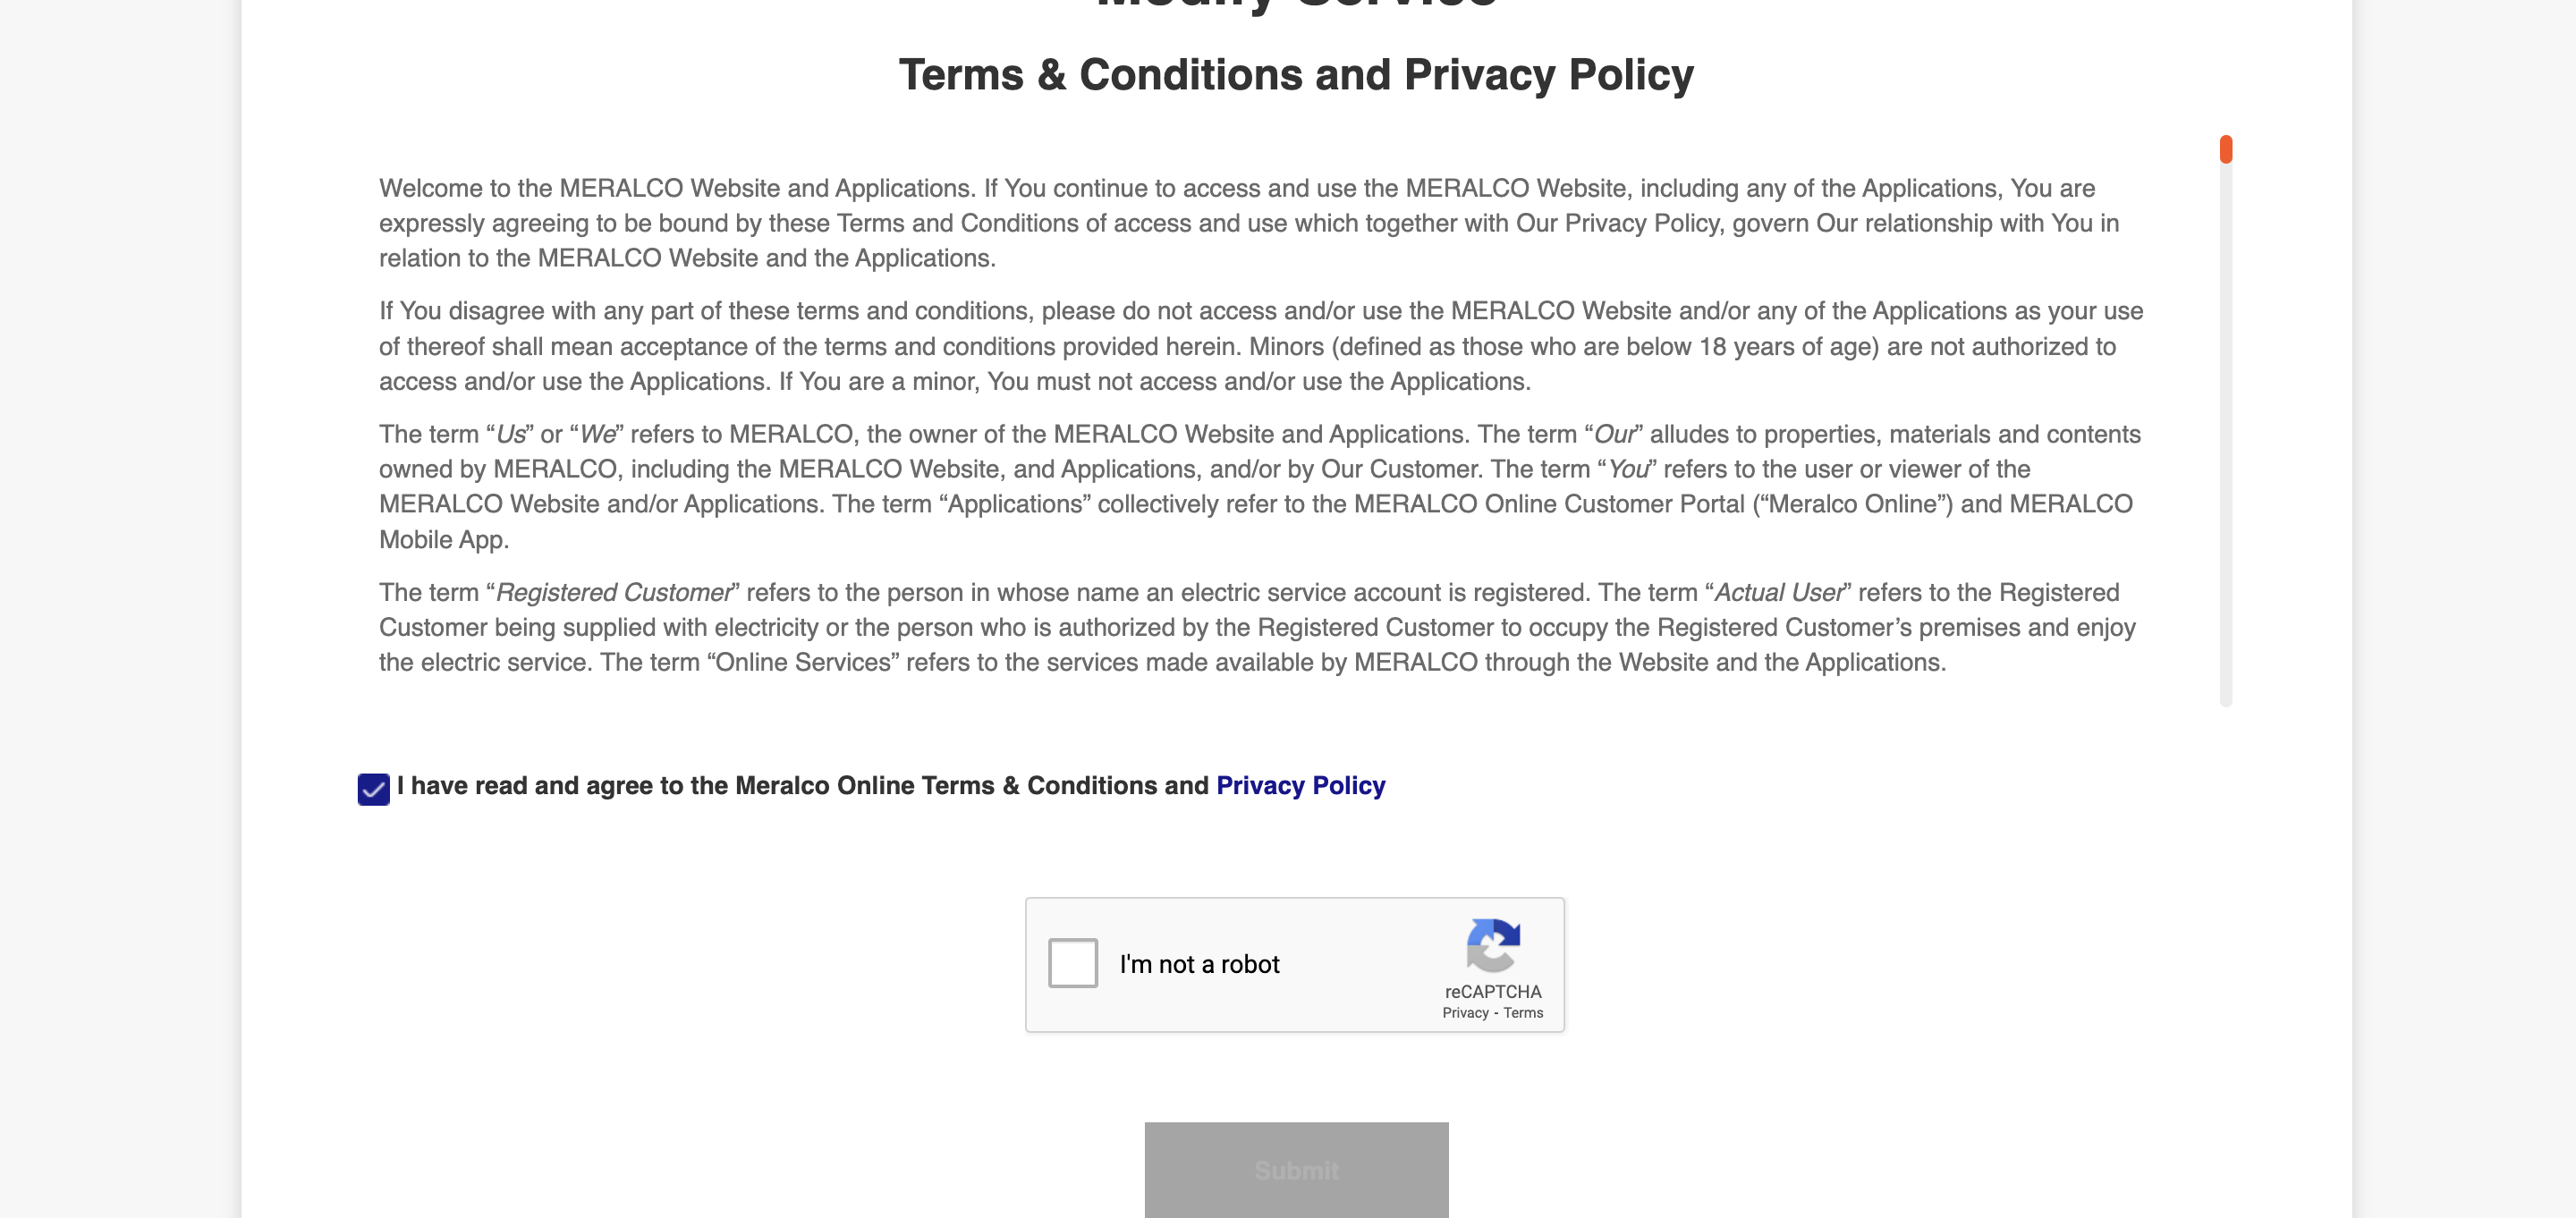 Modify Service
Terms & Conditions and Privacy Policy
Welcome to the MERALCO Website and Applications. If You continue to access and use the MERALCO Website, including any of the Applications, You are
expressly agreeing to be bound by these Terms and Conditions of access and use which together with Our Privacy Policy, govern Our relationship with You in
relation to the MERALCO Website and the Applications.
If You disagree with any part of these terms and conditions, please do not access and/or use the MERALCO Website and/or any of the Applications as your use
of thereof shall mean acceptance of the terms and conditions provided herein. Minors (defined as those who are below 18 years of age) are not authorized to
access and/or use the Applications. If You are a minor, You must not access and/or use the Applications.
The term “Us” or “We” refers to MERALCO, the owner of the MERALCO Website and Applications. The term “Our” alludes to properties, materials and contents
owned by MERALCO, including the MERALCO Website, and Applications, and/or by Our Customer. The term “You” refers to the user or viewer of the
MERALCO Website and/or Applications. The term “Applications” collectively refer to the MERALCO Online Customer Portal (“Meralco Online”) and MERALCO
Mobile App.
The term “Registered Customer” refers to the person in whose name an electric service account is registered. The term “Actual User” refers to the Registered
Customer being supplied with electricity or the person who is authorized by the Registered Customer to occupy the Registered Customer’s premises and enjoy
the electric service. The term “Online Services” refers to the services made available by MERALCO through the Website and the Applications.
I have read and agree to the Meralco Online Terms & Conditions and Privacy Policy
I'm not a robot
reCAPTCHA
Privacy - Terms
Submit